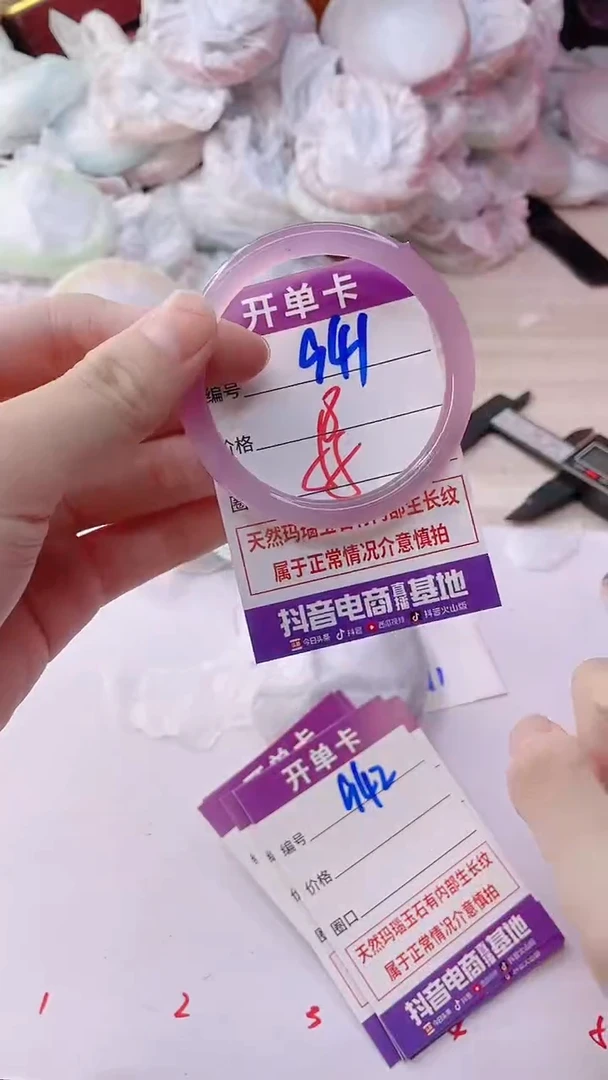 开单卡
编号 941
价格 8
圈
天然玛瑙玉石有内部生长纹
属于正常情况介意慎拍
抖音电商直播基地
今日头条 抖音 西瓜视频 抖音火山版
开单卡
开单卡
942
编号
价格
圈口
天然玛瑙玉石有内部生长纹
属于正常情况介意慎拍
抖音电商直播基地
1 2 3 4